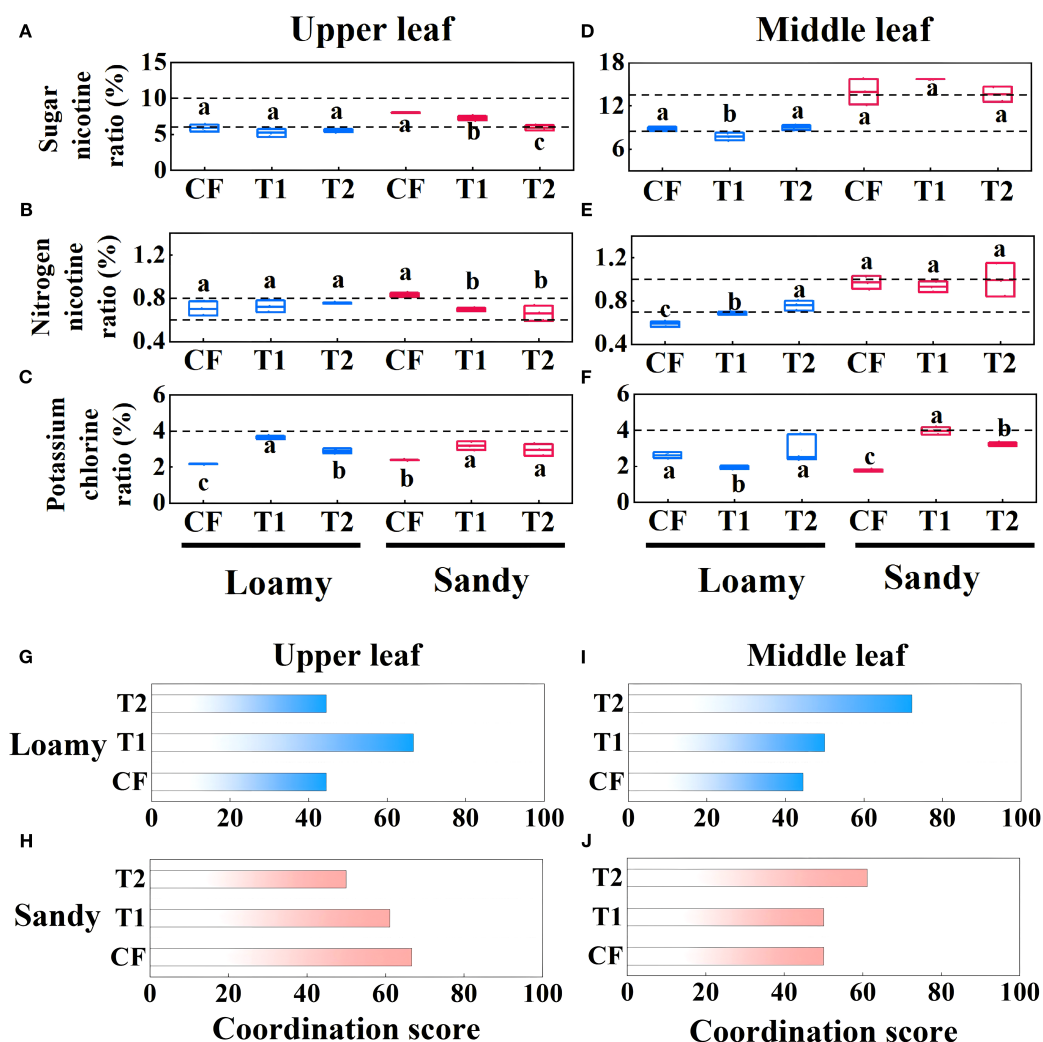 A
Upper leaf
Sugar
nicotine
ratio (%)
15
10
5
0
a a a a b c
CF T1 T2 CF T1 T2
B
Nitrogen
nicotine
ratio (%)
1.2
0.8
0.4
a a a a b b
CF T1 T2 CF T1 T2
C
Potassium
chlorine
ratio (%)
6
4
2
0
c a b b a a
CF T1 T2 CF T1 T2
Loamy Sandy
D
Middle leaf
18
12
6
a b a a a a
CF T1 T2 CF T1 T2
E
1.2
0.8
0.4
c b a a a a
CF T1 T2 CF T1 T2
F
6
4
2
0
a b a c a b
CF T1 T2 CF T1 T2
Loamy Sandy
G
Upper leaf
Loamy
T2
T1
CF
0 20 40 60 80 100
H
Sandy
T2
T1
CF
0 20 40 60 80 100
Coordination score
I
Middle leaf
T2
T1
CF
0 20 40 60 80 100
J
T2
T1
CF
0 20 40 60 80 100
Coordination score